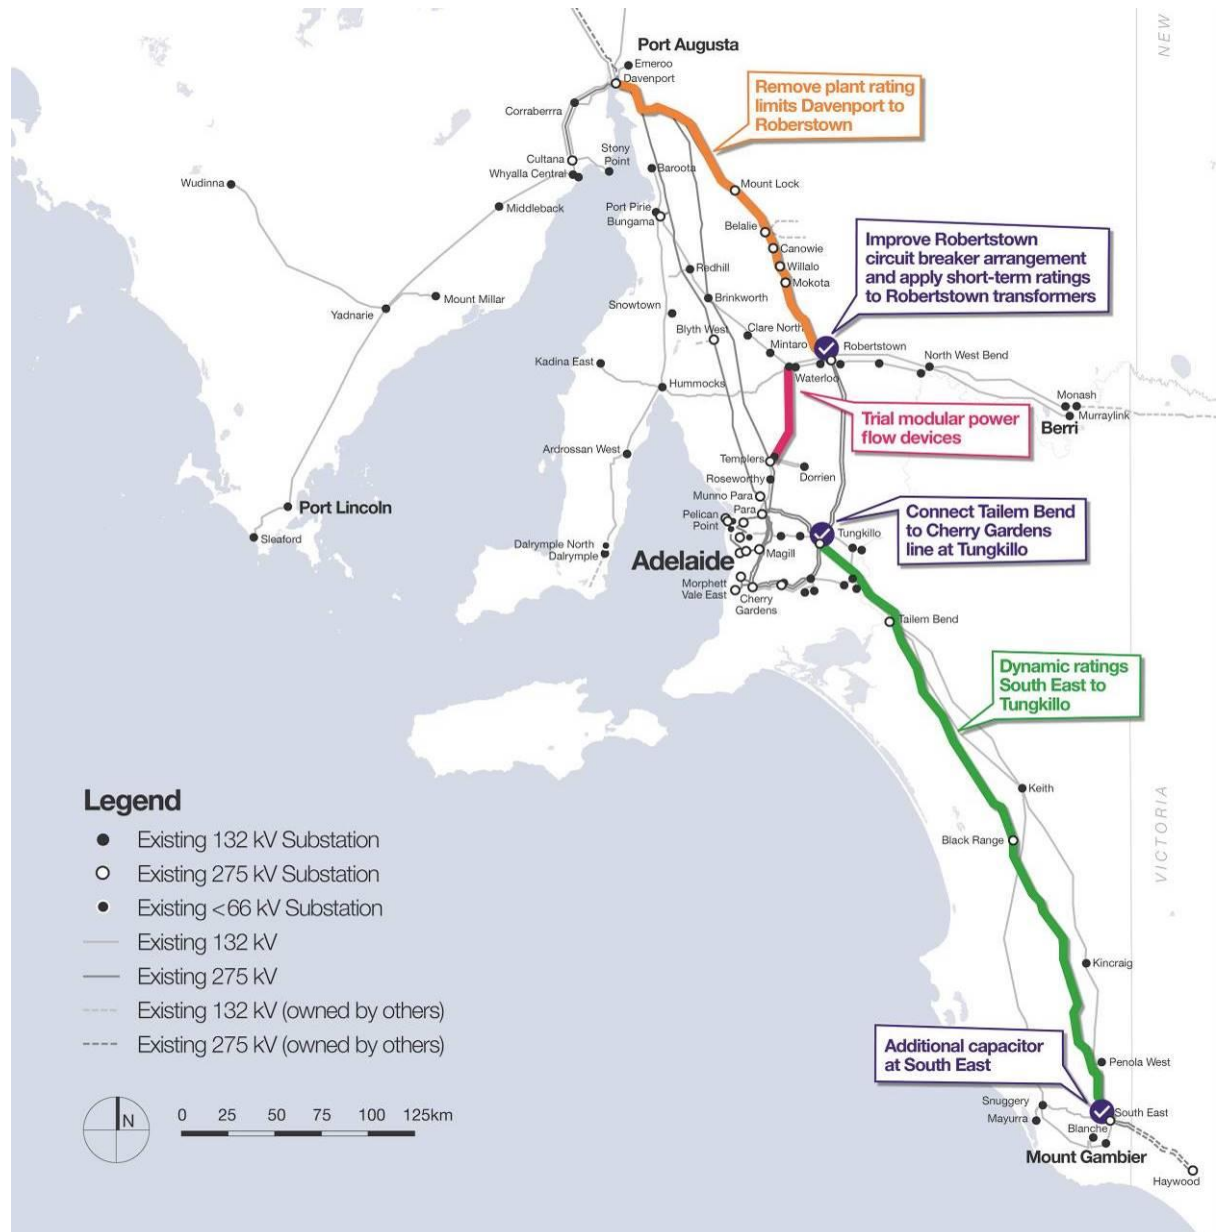 NEW
Port Augusta
Emeroo
Davenport
Remove plant rating
limits Davenport to
Roberstown
Corraberrra
Stony
Point
Cultana
Whyalla Central
Baroota
Wudinna
Mount Lock
Middleback
Port Pirie
Bungama
Belalie
Canowie
Willalo
Mokota
Improve Robertstown
circuit breaker arrangement
and apply short-term ratings
to Robertstown transformers
Redhill
Mount Millar
Snowtown
Brinkworth
Yadnarie
Blyth West
Clare North
Mintaro
Robertstown
North West Bend
Kadina East
Waterloo
Hummocks
Monash
Murraylink
Berri
Trial modular power
flow devices
Ardrossan West
Templers
Dorrien
Roseworthy
Munno Para
Para
Port Lincoln
Pelican
Point
Connect Tailem Bend
to Cherry Gardens
line at Tungkillo
Tungkillo
Sleaford
Dalrymple North
Dalrymple
Adelaide
Magill
Morphett
Vale East
Cherry
Gardens
Tailem Bend
Dynamic ratings
South East to
Tungkillo
Keith
VICTORIA
Black Range
Kincraig
Additional capacitor
at South East
Penola West
Snuggery
Mayurra
South East
Blanche
Mount Gambier
Haywood
Legend
Existing 132 kV Substation
Existing 275 kV Substation
Existing <66 kV Substation
Existing 132 kV
Existing 275 kV
Existing 132 kV (owned by others)
Existing 275 kV (owned by others)
N
0 25 50 75 100 125km